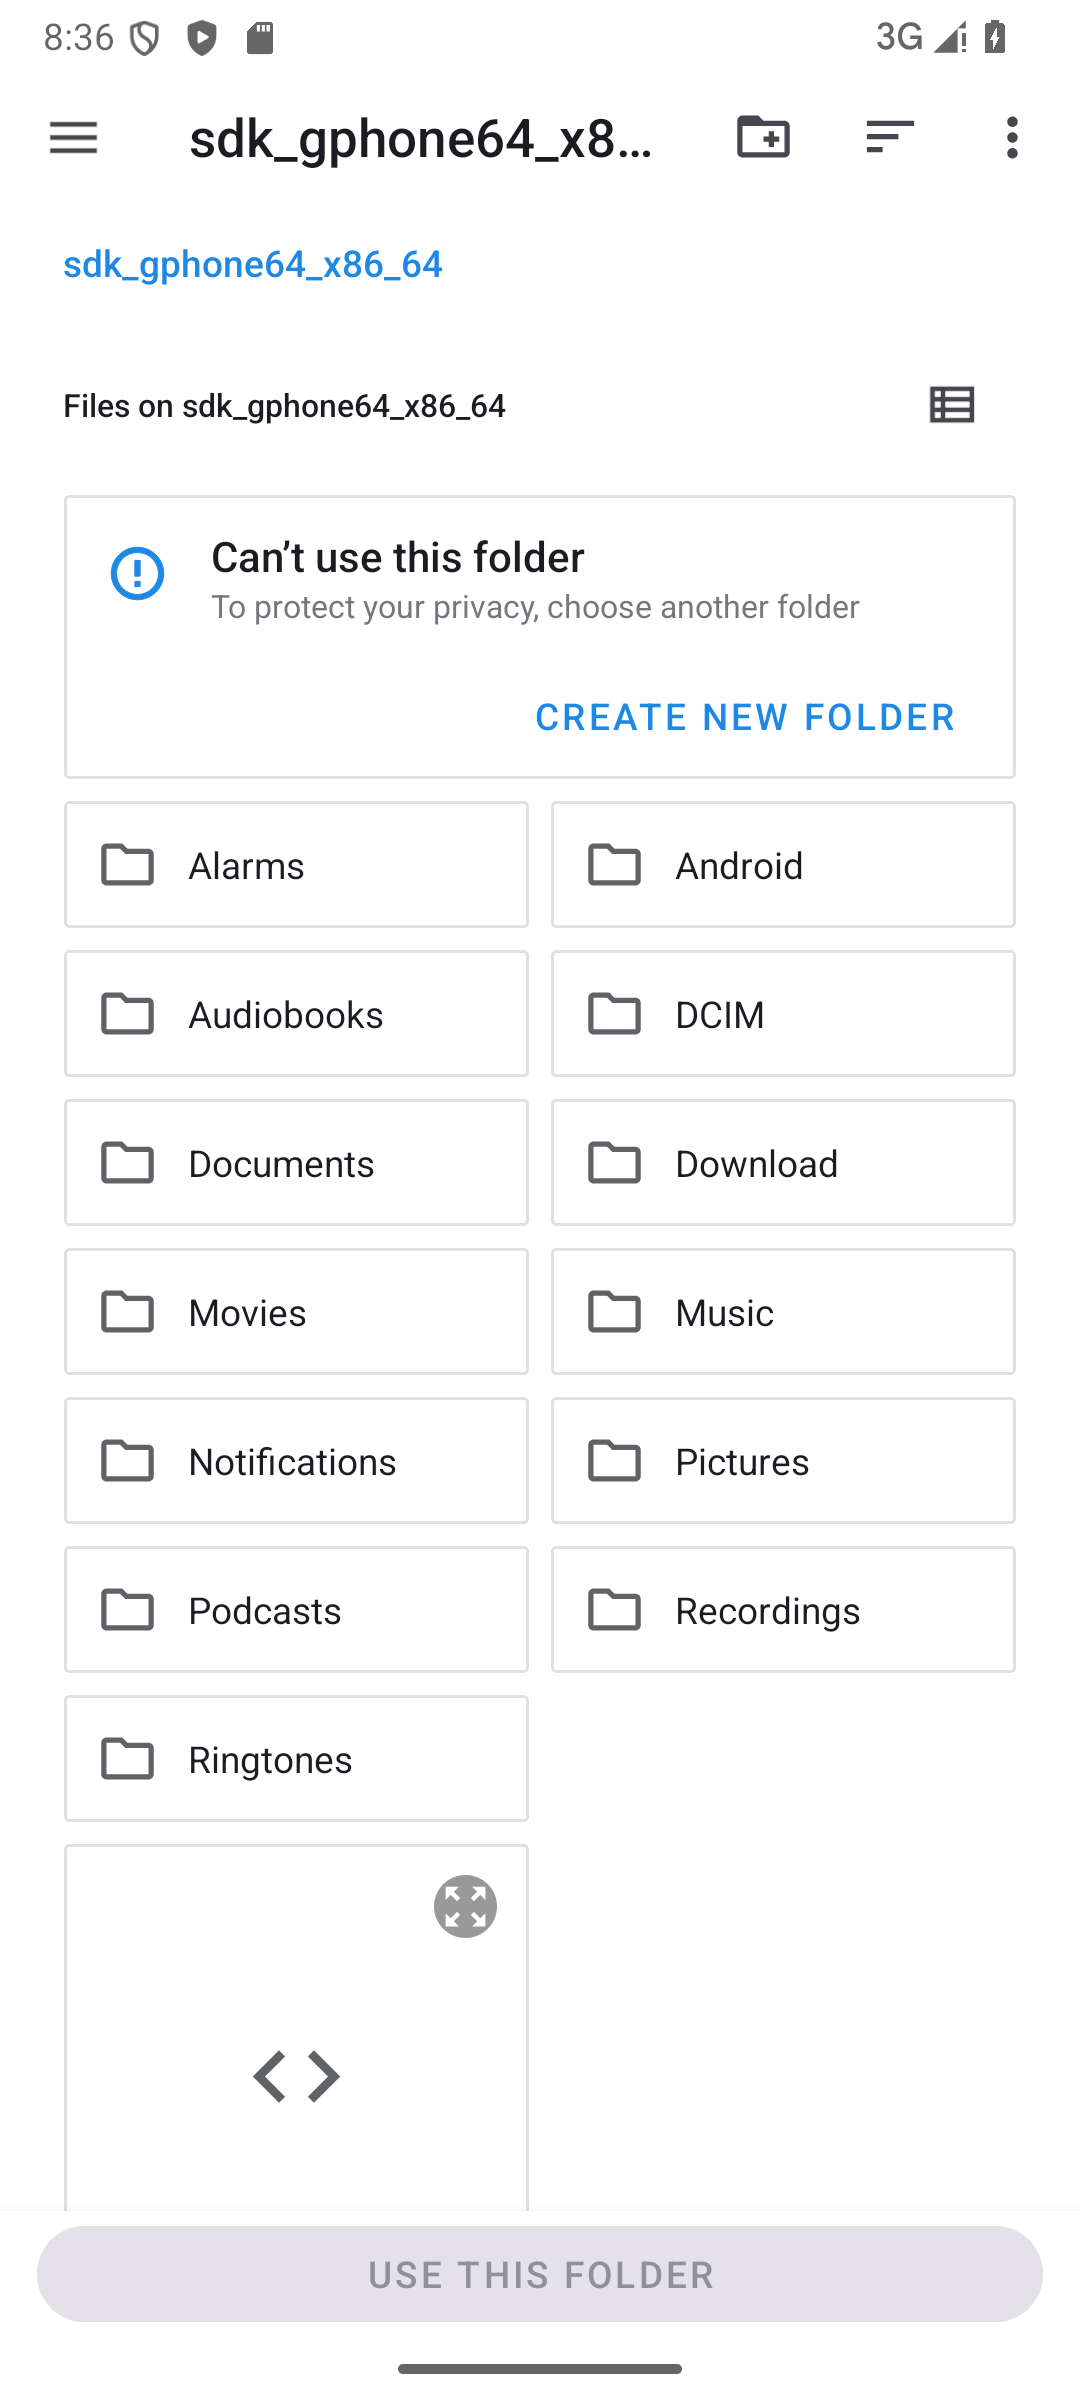 8:36
3G
sdk_gphone64_x8...
sdk_gphone64_x86_64
Files on sdk_gphone64_x86_64
Can’t use this folder
To protect your privacy, choose another folder
CREATE NEW FOLDER
Alarms
Android
Audiobooks
DCIM
Documents
Download
Movies
Music
Notifications
Pictures
Podcasts
Recordings
Ringtones
USE THIS FOLDER